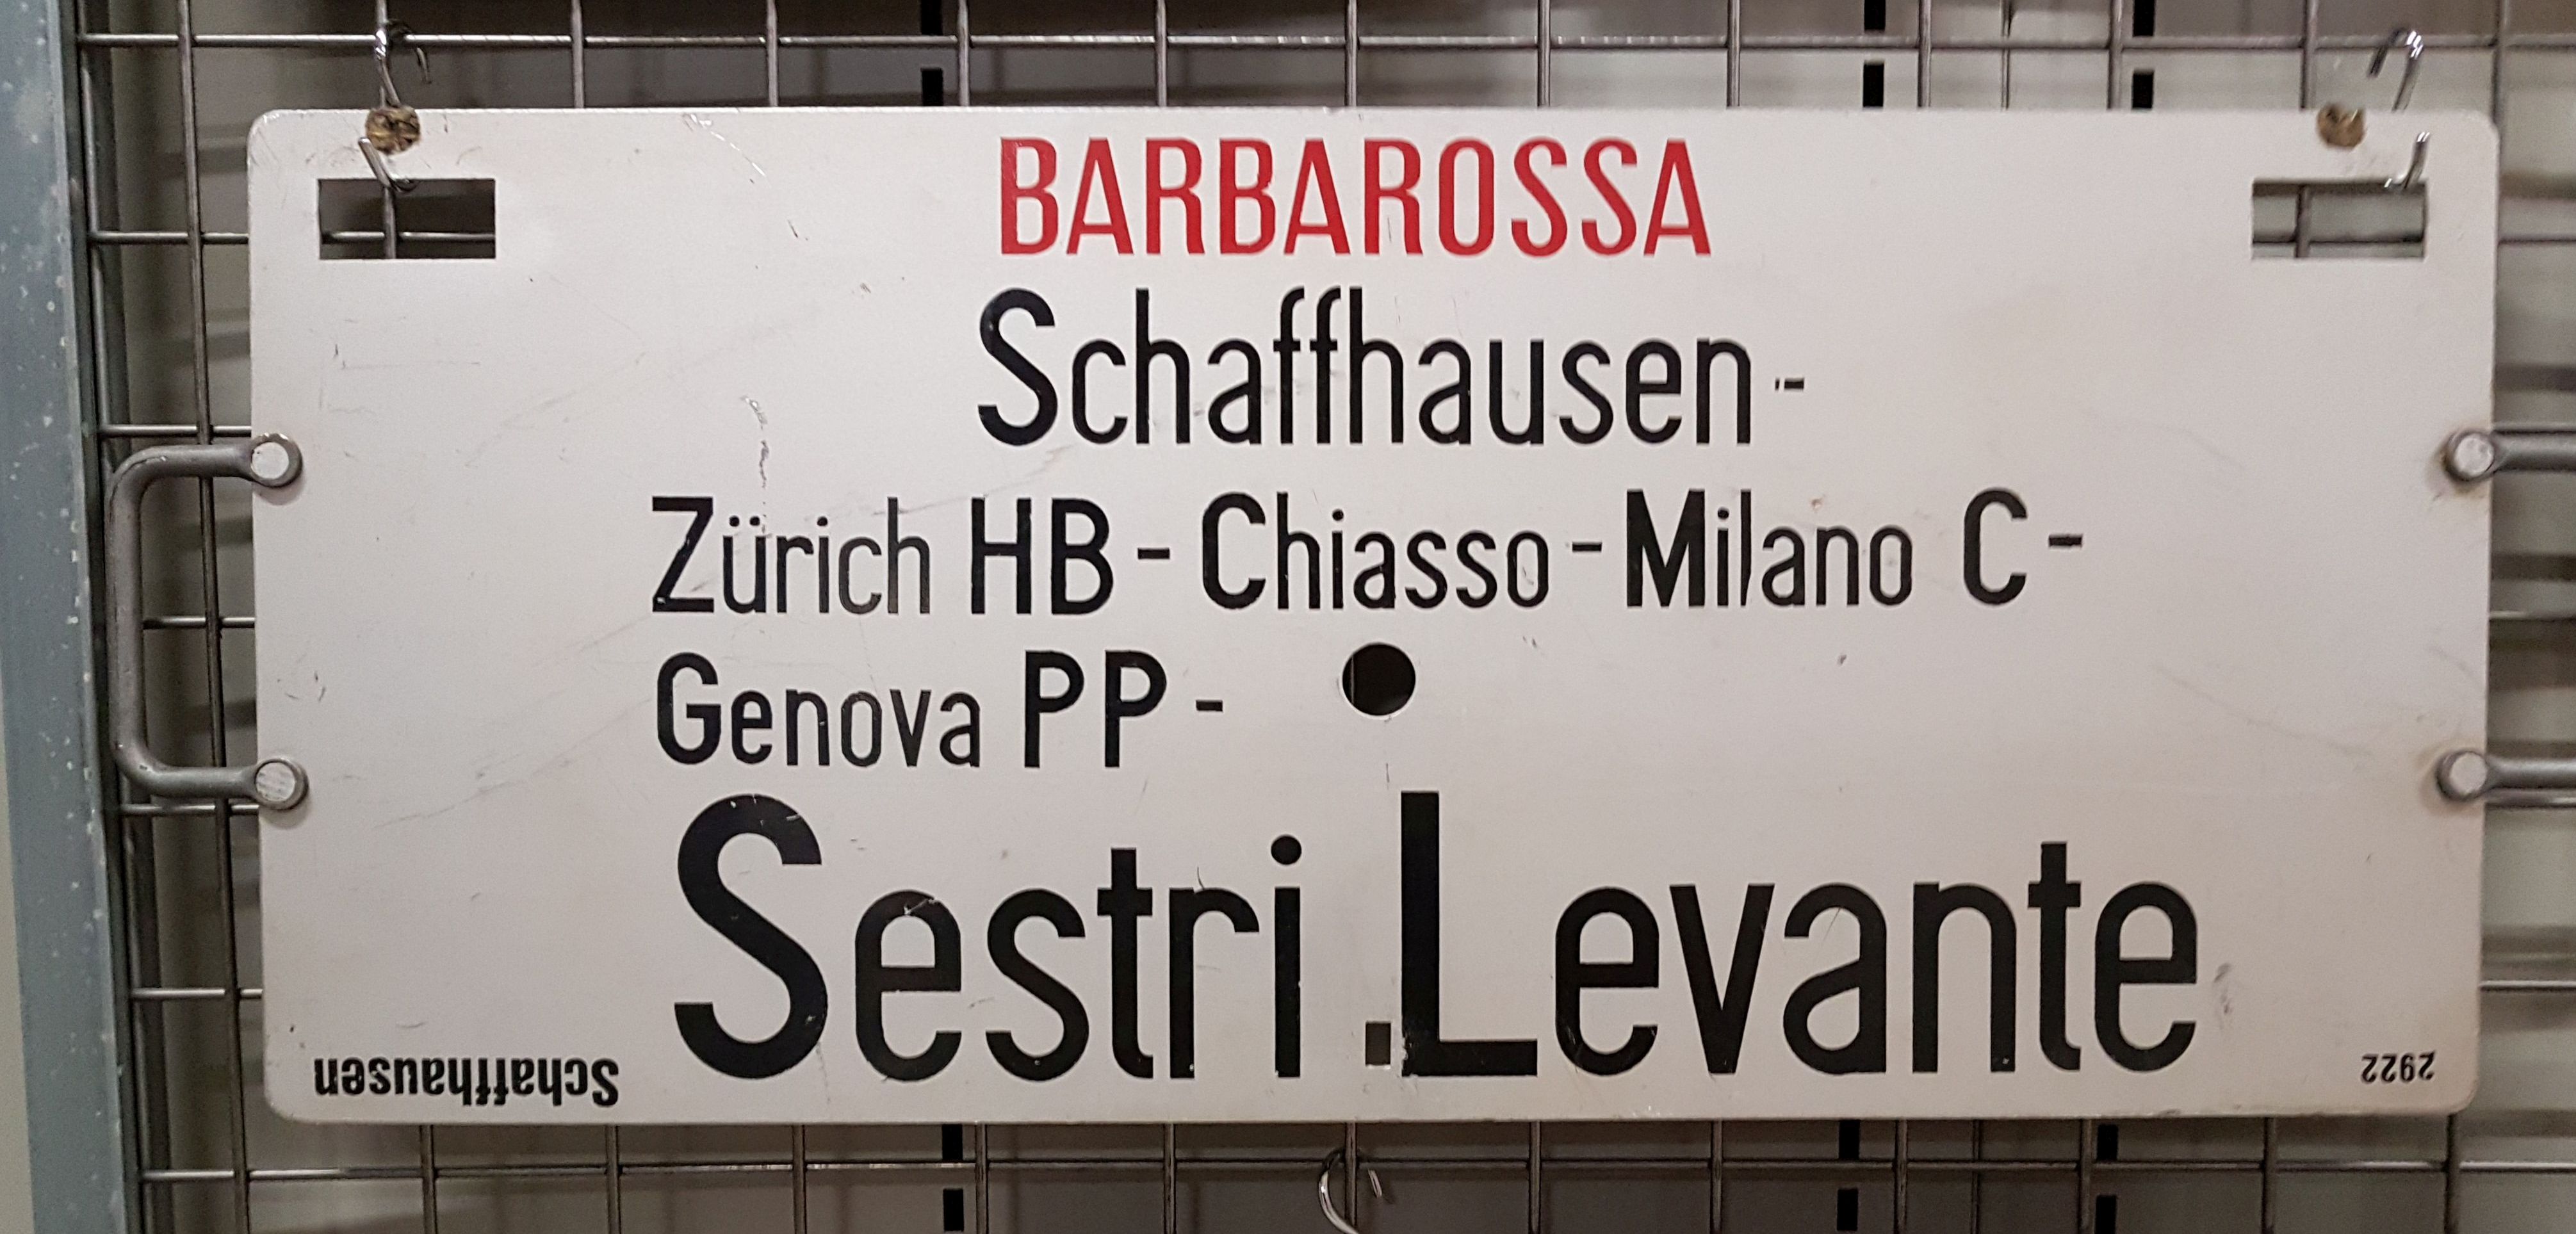 BARBAROSSA
Schaffhausen -
Zürich HB - Chiasso - Milano C -
Genova PP -
Sestri Levante
Schaffhausen
2922